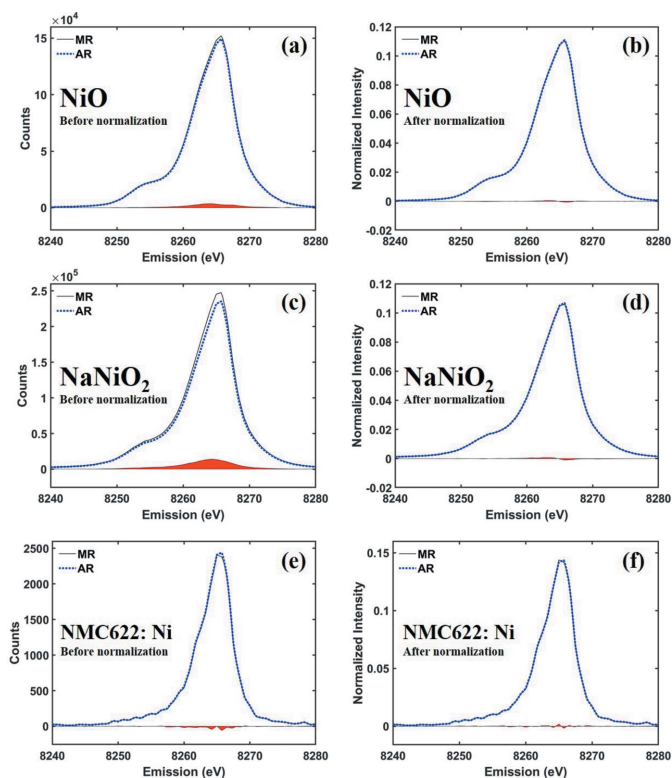 ×10⁴
MR
AR
(a)
NiO
Before normalization
15
10
5
0
Counts
8240 8250 8260 8270 8280
Emission (eV)
MR
AR
(b)
NiO
After normalization
0.12
0.1
0.08
0.06
0.04
0.02
0
-0.02
Normalized Intensity
8240 8250 8260 8270 8280
Emission (eV)
×10⁵
MR
AR
(c)
NaNiO₂
Before normalization
2.5
2
1.5
1
0.5
0
Counts
8240 8250 8260 8270 8280
Emission (eV)
MR
AR
(d)
NaNiO₂
After normalization
0.12
0.1
0.08
0.06
0.04
0.02
0
-0.02
Normalized Intensity
8240 8250 8260 8270 8280
Emission (eV)
MR
AR
(e)
NMC622: Ni
Before normalization
2500
2000
1500
1000
500
0
Counts
8240 8250 8260 8270 8280
Emission (eV)
MR
AR
(f)
NMC622: Ni
After normalization
0.15
0.1
0.05
0
Normalized Intensity
8240 8250 8260 8270 8280
Emission (eV)